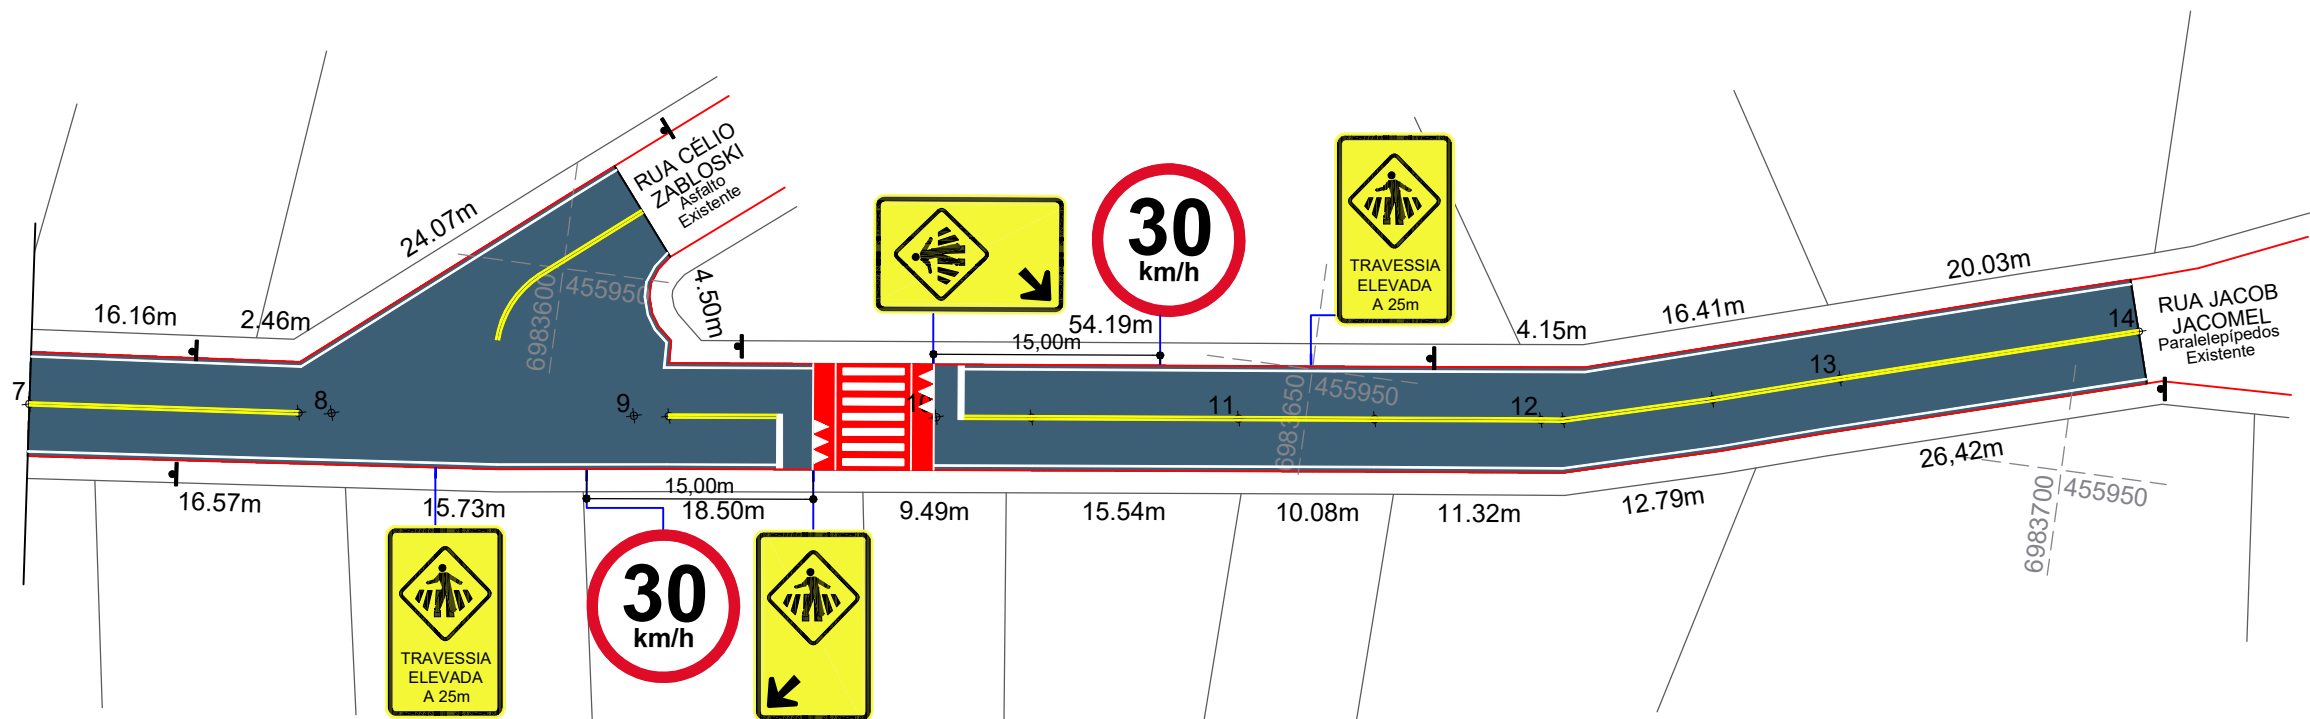 RUA CÉLIO
ZABLOSKI
Asfalto
Existente
24.07m
4.50m
16.16m
2.46m
6983600
455950
30
km/h
TRAVESSIA
ELEVADA
A 25m
54.19m
15,00m
4.15m
16.41m
20.03m
RUA JACOB
JACOMEL
Paralelepípedos
Existente
7
8
9
11
12
13
14
6983650
455950
16.57m
15.73m
15,00m
18.50m
9.49m
15.54m
10.08m
11.32m
12.79m
26,42m
6983700
455950
TRAVESSIA
ELEVADA
A 25m
30
km/h